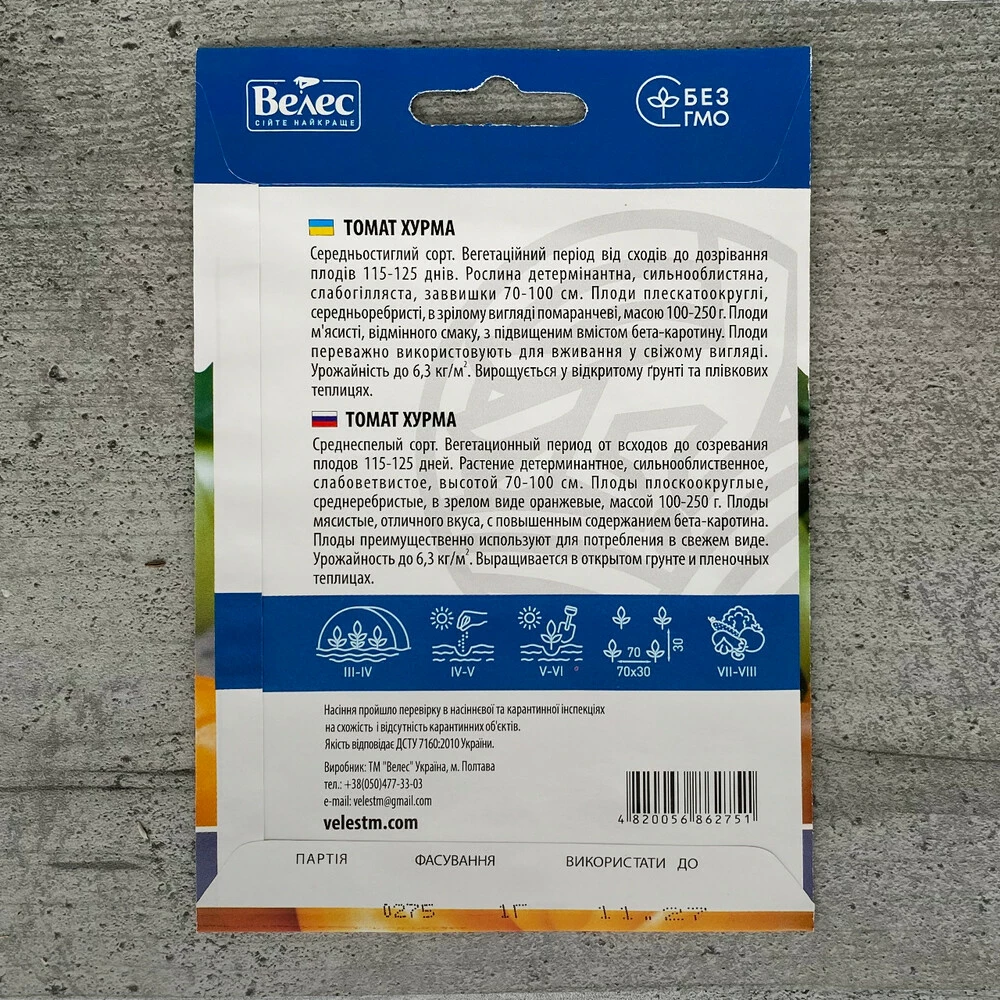 Велес
СІЙТЕ НАЙКРАЩЕ
БЕЗ
ГМО
ТОМАТ ХУРМА
Середньостиглий сорт. Вегетаційний період від сходів до дозрівання
плодів 115-125 днів. Рослина детермінантна, сильнооблистяна,
слабогілляста, заввишки 70-100 см. Плоди плескатоокруглі,
середньоребристі, в зрілому вигляді помаранчеві, масою 100-250 г. Плоди
м'ясисті, відмінного смаку, з підвищеним вмістом бета-каротину. Плоди
переважно використовують для вживання у свіжому вигляді.
Урожайність до 6,3 кг/м². Вирощується у відкритому ґрунті та плівкових
теплицях.
ТОМАТ ХУРМА
Среднеспелый сорт. Вегетационный период от всходов до созревания
плодов 115-125 дней. Растение детерминантное, сильнооблиственное,
слабоветвистое, высотой 70-100 см. Плоды плоскоокруглые,
среднеребристые, в зрелом виде оранжевые, массой 100-250 г. Плоды
мясистые, отличного вкуса, с повышенным содержанием бета-каротина.
Плоды преимущественно используют для потребления в свежем виде.
Урожайность до 6,3 кг/м². Выращивается в открытом грунте и пленочных
теплицах.
70 30
III-IV IV-V V-VI 70x30 VII-VIII
Насіння пройшло перевірку в насіннєвої та карантинної інспекціях
на схожість і відсутність карантинних об'єктів.
Якість відповідає ДСТУ 7160:2010 України.
Виробник: ТМ "Велес" Україна, м. Полтава
тел.: +38(050)477-33-03
e-mail: velestm@gmail.com
velestm.com
4 820056 862751
ПАРТІЯ ФАСУВАННЯ ВИКОРИСТАТИ ДО
0275 1Г 11.27